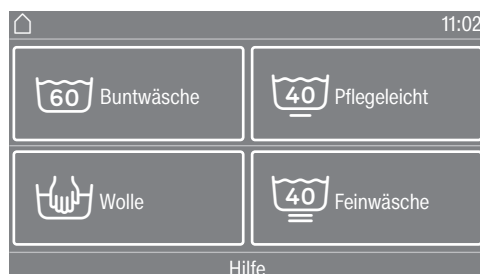 11:02
60 Buntwäsche
40 Pflegeleicht
Wolle
40 Feinwäsche
Hilfe